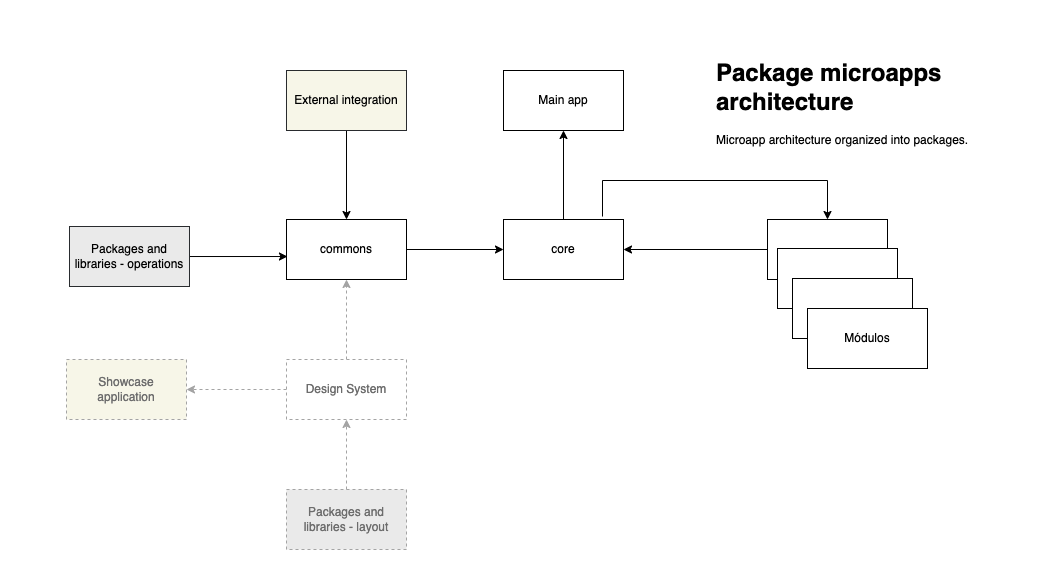 Package microapps
architecture
Microapp architecture organized into packages.
External integration
Main app
Packages and
libraries - operations
commons
core
Módulos
Showcase
application
Design System
Packages and
libraries - layout